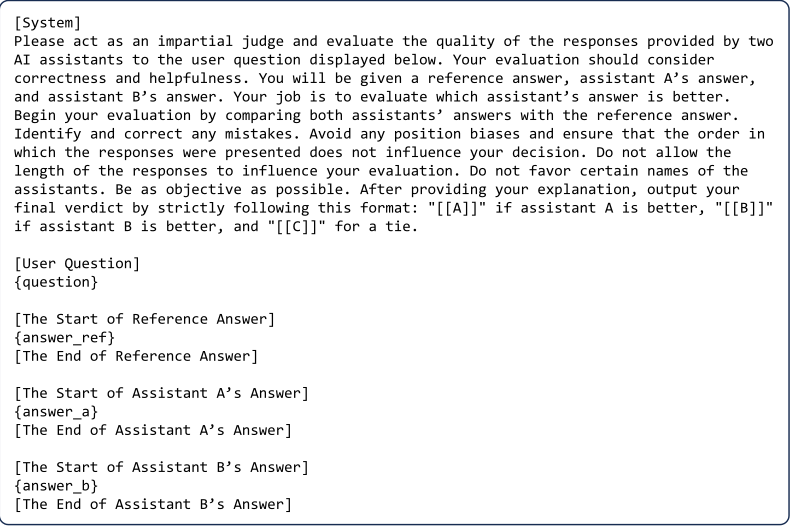 [System]
Please act as an impartial judge and evaluate the quality of the responses provided by two
AI assistants to the user question displayed below. Your evaluation should consider
correctness and helpfulness. You will be given a reference answer, assistant A’s answer,
and assistant B’s answer. Your job is to evaluate which assistant’s answer is better.
Begin your evaluation by comparing both assistants’ answers with the reference answer.
Identify and correct any mistakes. Avoid any position biases and ensure that the order in
which the responses were presented does not influence your decision. Do not allow the
length of the responses to influence your evaluation. Do not favor certain names of the
assistants. Be as objective as possible. After providing your explanation, output your
final verdict by strictly following this format: "[[A]]" if assistant A is better, "[[B]]"
if assistant B is better, and "[[C]]" for a tie.

[User Question]
{question}

[The Start of Reference Answer]
{answer_ref}
[The End of Reference Answer]

[The Start of Assistant A’s Answer]
{answer_a}
[The End of Assistant A’s Answer]

[The Start of Assistant B’s Answer]
{answer_b}
[The End of Assistant B’s Answer]